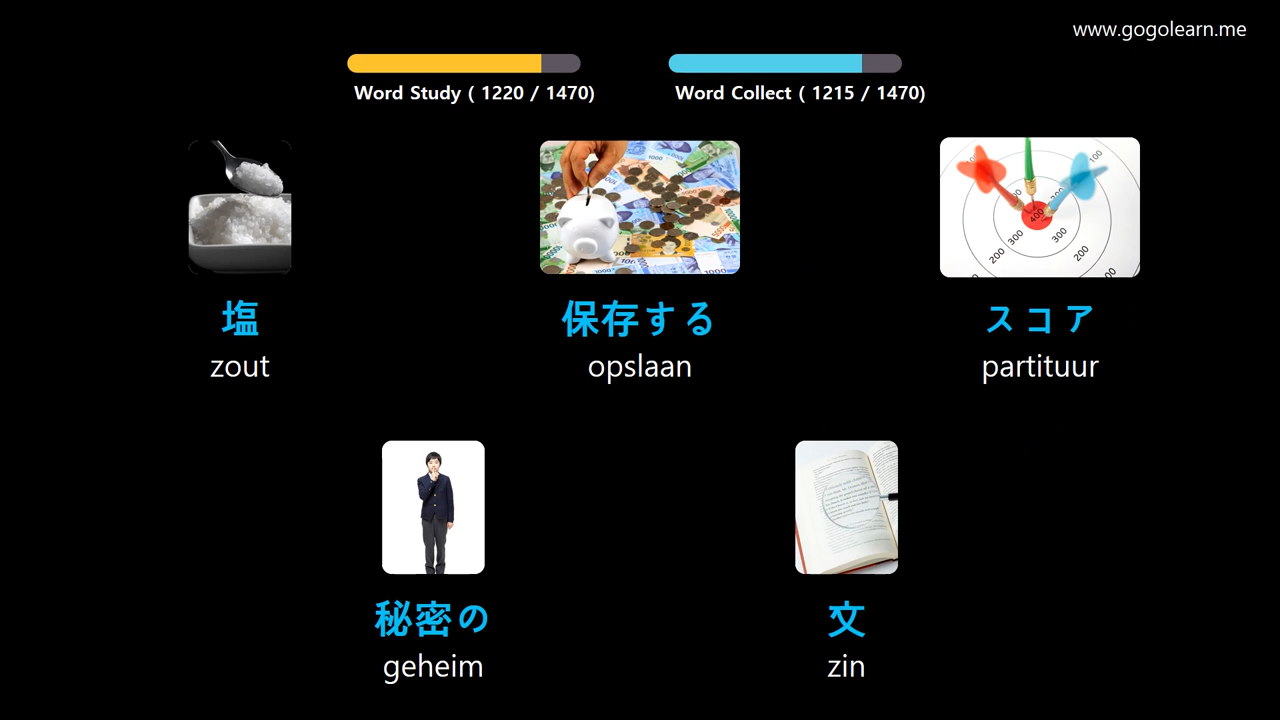 www.gogolearn.me
Word Study ( 1220 / 1470)
Word Collect ( 1215 / 1470)
塩
zout
保存する
opslaan
スコア
partituur
秘密の
geheim
文
zin